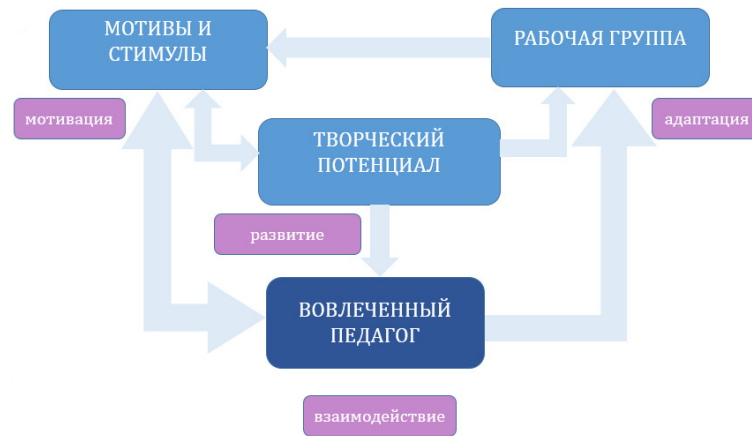 МОТИВЫ И
СТИМУЛЫ
РАБОЧАЯ ГРУППА
мотивация
адаптация
ТВОРЧЕСКИЙ
ПОТЕНЦИАЛ
развитие
ВОВЛЕЧЕННЫЙ
ПЕДАГОГ
взаимодействие